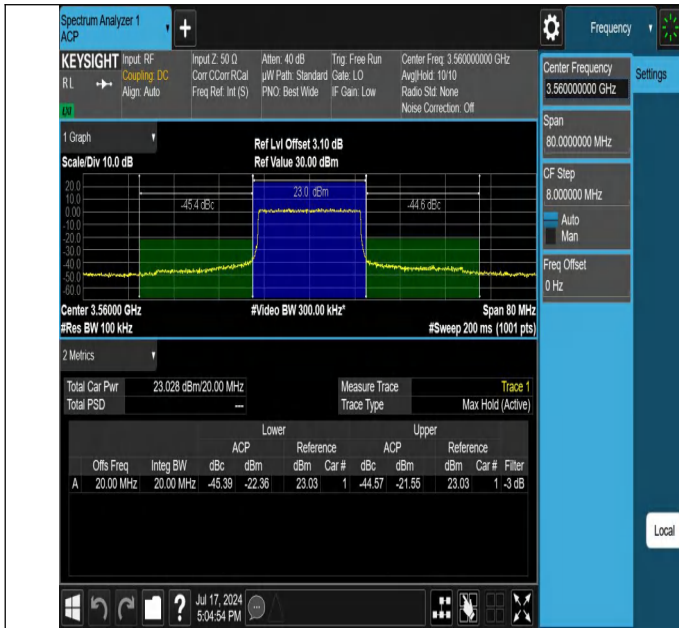 Spectrum Analyzer 1
ACP
+
Frequency
KEYSIGHT
RL
Input: RF
Coupling: DC
Align: Auto
Input Z: 50 Ω
Corr CCorr RCal
Freq Ref: Int (S)
Atten: 40 dB
µW Path: Standard
PNO: Best Wide
Trig: Free Run
Gate: LO
IF Gain: Low
Center Freq: 3.560000000 GHz
Avg|Hold: 10/10
Radio Std: None
Noise Correction: Off
Center Frequency
3.560000000 GHz
Settings
Span
80.0000000 MHz
CF Step
8.000000 MHz
Auto
Man
Freq Offset
0 Hz
1 Graph
Scale/Div 10.0 dB
Ref Lvl Offset 3.10 dB
Ref Value 30.00 dBm
20.0
10.0
0.00
-10.0
-20.0
-30.0
-40.0
-50.0
-60.0
-45.4 dBc
23.0 dBm
-44.6 dBc
Center 3.56000 GHz
#Video BW 300.00 kHz*
Span 80 MHz
#Res BW 100 kHz
#Sweep 200 ms (1001 pts)
2 Metrics
Total Car Pwr 23.028 dBm/20.00 MHz
Total PSD ---
Measure Trace Trace 1
Trace Type Max Hold (Active)
Lower Upper
ACP Reference ACP Reference
Offs Freq Integ BW dBc dBm dBm Car # dBc dBm dBm Car # Filter
A 20.00 MHz 20.00 MHz -45.39 -22.36 23.03 1 -44.57 -21.55 23.03 1 -3 dB
Local
?
Jul 17, 2024
5:04:54 PM